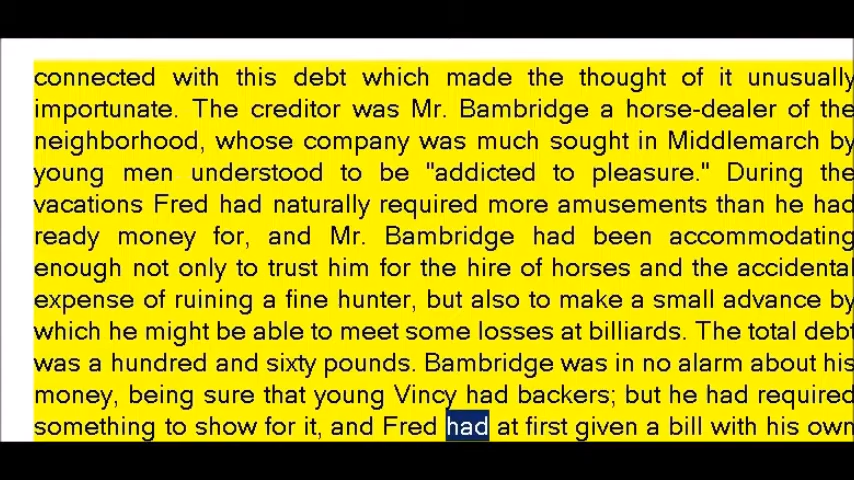 connected with this debt which made the thought of it unusually
importunate. The creditor was Mr. Bambridge a horse-dealer of the
neighborhood, whose company was much sought in Middlemarch by
young men understood to be "addicted to pleasure." During the
vacations Fred had naturally required more amusements than he had
ready money for, and Mr. Bambridge had been accommodating
enough not only to trust him for the hire of horses and the accidental
expense of ruining a fine hunter, but also to make a small advance by
which he might be able to meet some losses at billiards. The total debt
was a hundred and sixty pounds. Bambridge was in no alarm about his
money, being sure that young Vincy had backers; but he had required
something to show for it, and Fred had at first given a bill with his own